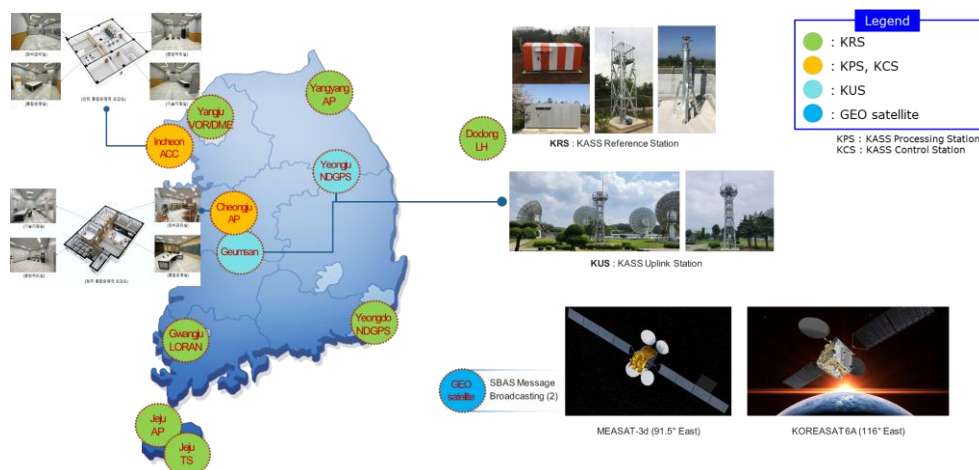 Legend
: KRS
: KPS, KCS
: KUS
: GEO satellite
KPS : KASS Processing Station
KCS : KASS Control Station
Yangyang
AP
Yangju
VOR/DME
Incheon
ACC
Dodong
LH
KRS : KASS Reference Station
Yeongju
NDGPS
Cheongju
AP
Geumsan
KUS : KASS Uplink Station
Yeongdo
NDGPS
Gwangju
LORAN
GEO
satellite
SBAS Message
Broadcasting (2)
Jeju
AP
Jeju
TS
MEASAT-3d (91.5° East)
KOREASAT 6A (116° East)